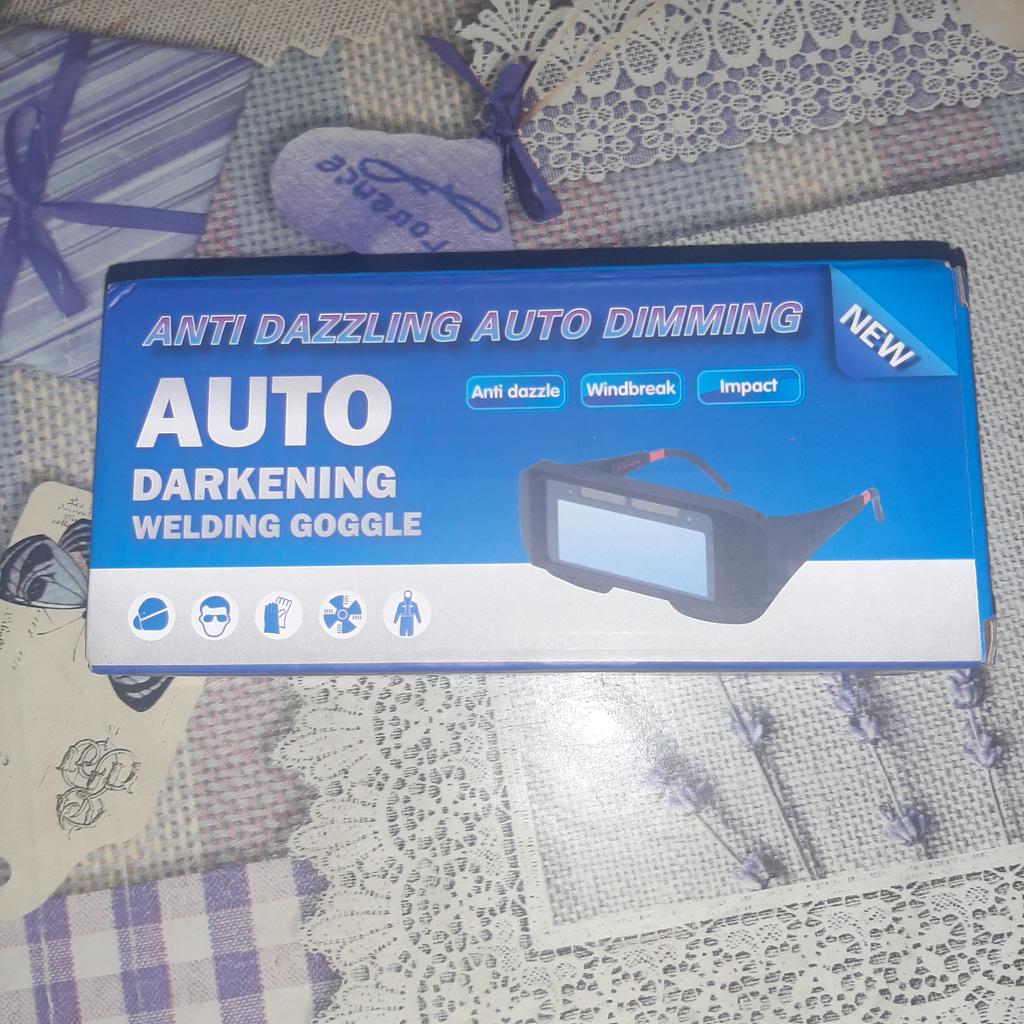 ANTI DAZZLING AUTO DIMMING
NEW
AUTO
Anti dazzle
Windbreak
Impact
DARKENING
WELDING GOGGLE